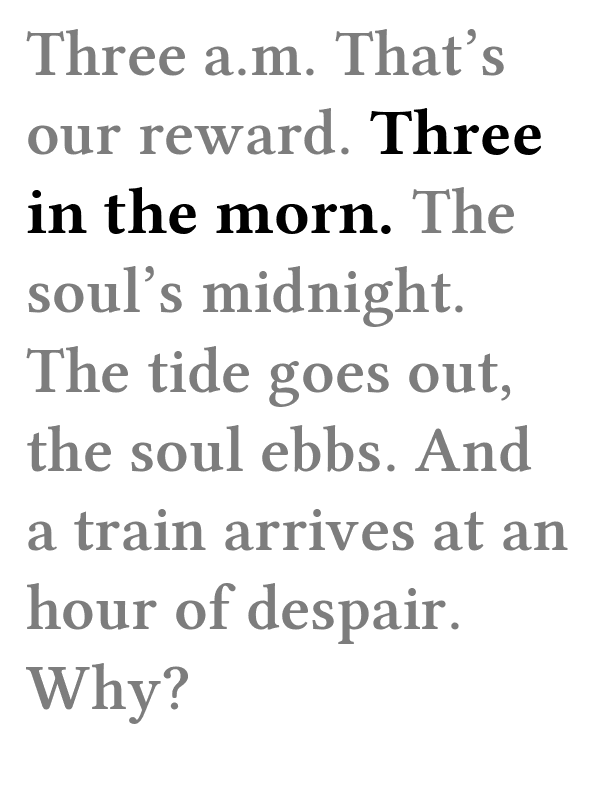 Three a.m. That’s
our reward. Three
in the morn. The
soul’s midnight.
The tide goes out,
the soul ebbs. And
a train arrives at an
hour of despair.
Why?